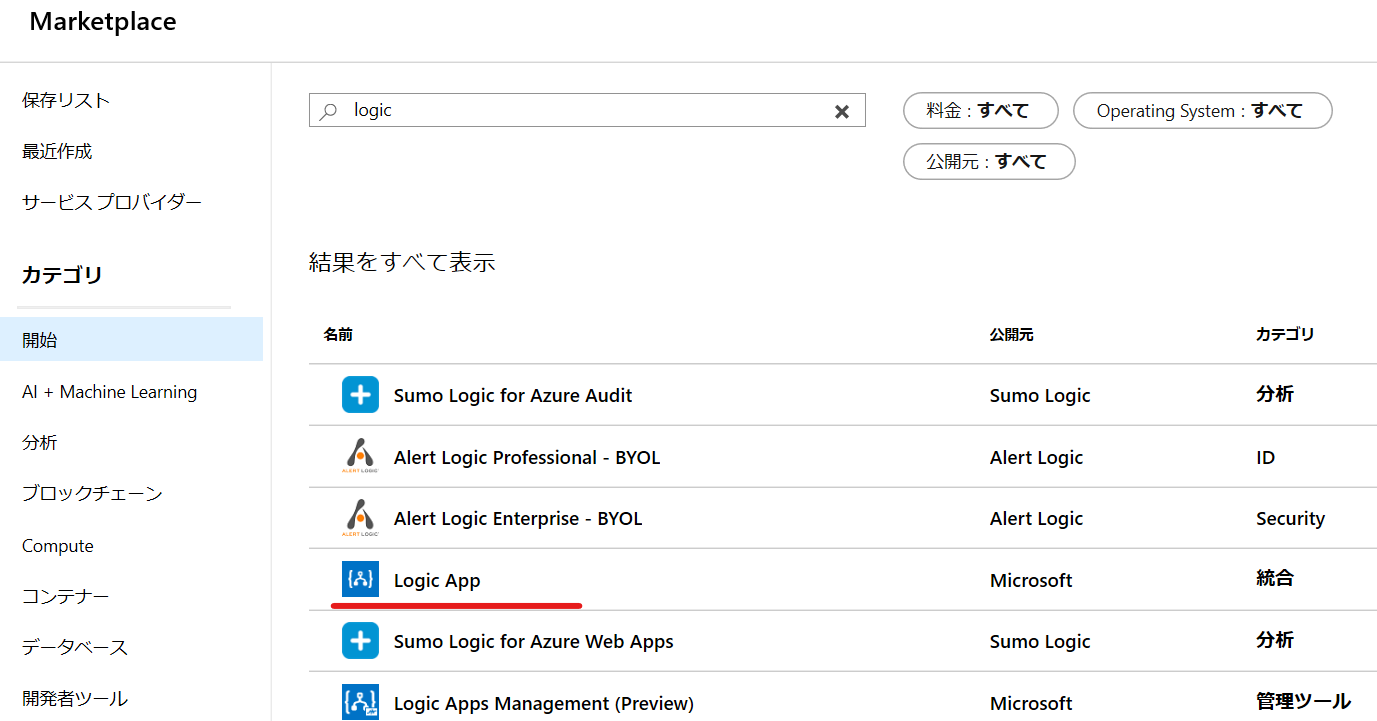 Marketplace
保存リスト
最近作成
サービス プロバイダー
カテゴリ
開始
AI + Machine Learning
分析
ブロックチェーン
Compute
コンテナー
データベース
開発者ツール
logic
料金 : すべて
Operating System : すべて
公開元 : すべて
結果をすべて表示
名前 公開元 カテゴリ
Sumo Logic for Azure Audit Sumo Logic 分析
ALERT LOGIC Alert Logic Professional - BYOL Alert Logic ID
ALERT LOGIC Alert Logic Enterprise - BYOL Alert Logic Security
Logic App Microsoft 統合
Sumo Logic for Azure Web Apps Sumo Logic 分析
Logic Apps Management (Preview) Microsoft 管理ツール